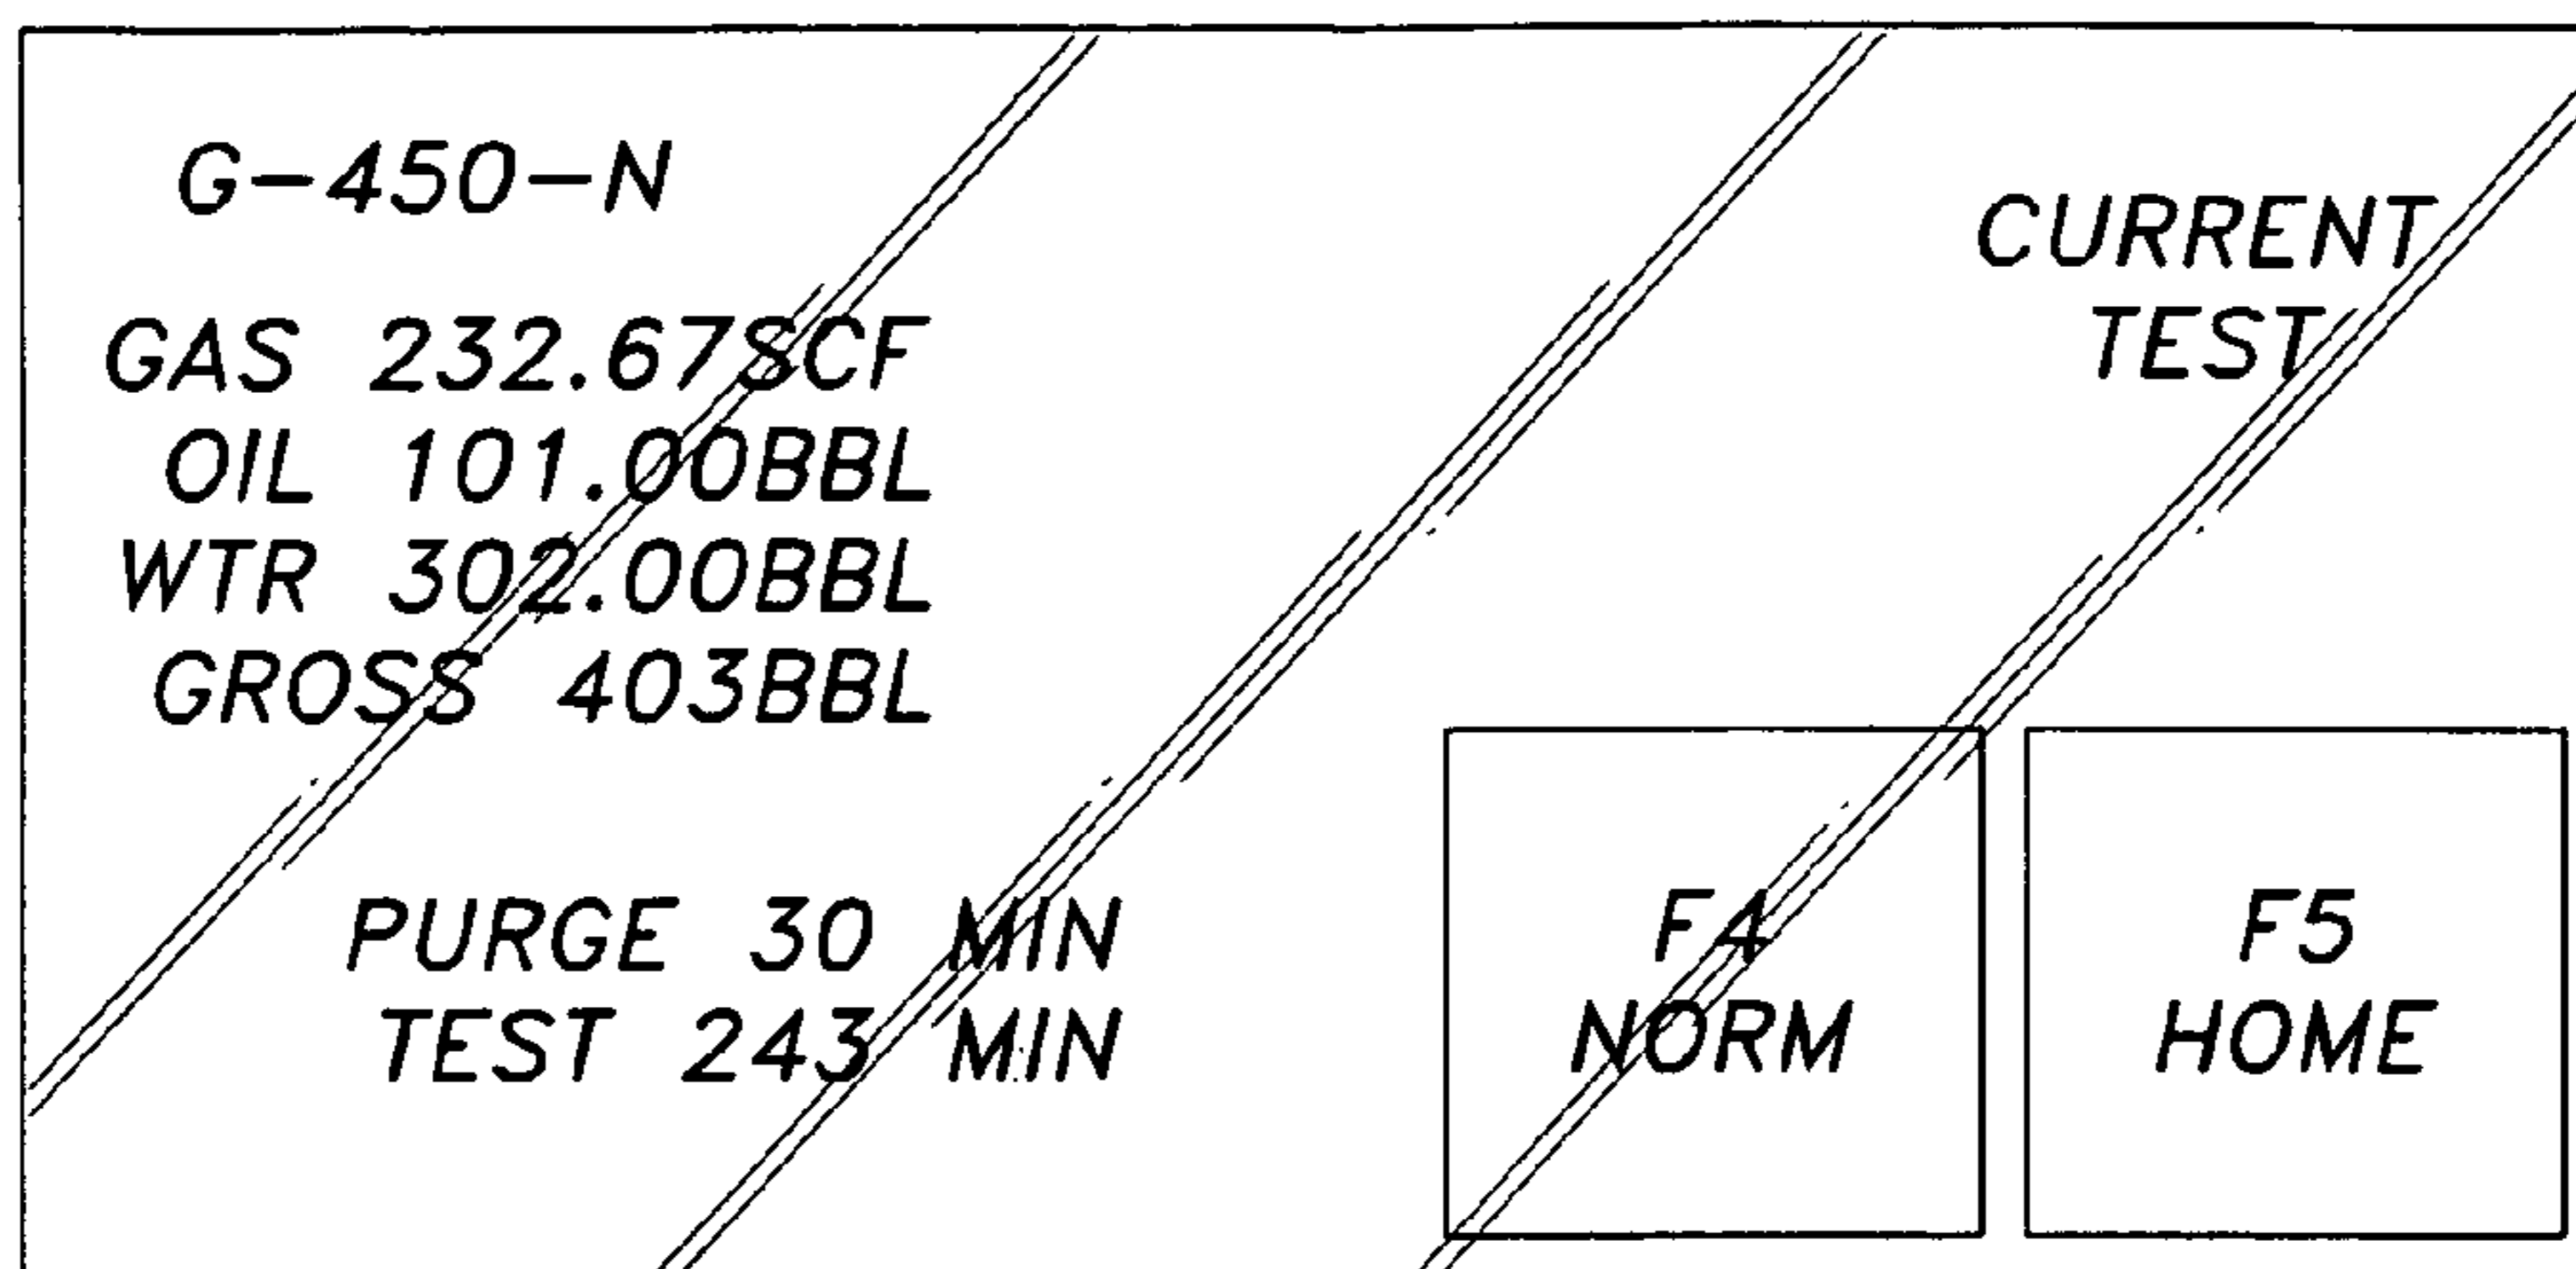 G-450-N
CURRENT
TEST
GAS 232.67SCF
OIL 101.00BBL
WTR 302.00BBL
GROSS 403BBL
PURGE 30 MIN
TEST 243 MIN
F4
NORM
F5
HOME